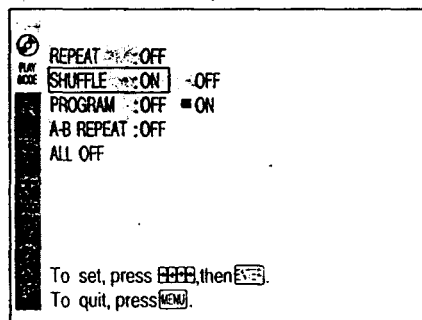 PLAY
MODE
REPEAT :OFF
SHUFFLE :ON -OFF
PROGRAM :OFF ■ ON
A-B REPEAT :OFF
ALL OFF
To set, press ,then .
To quit, press MENU.